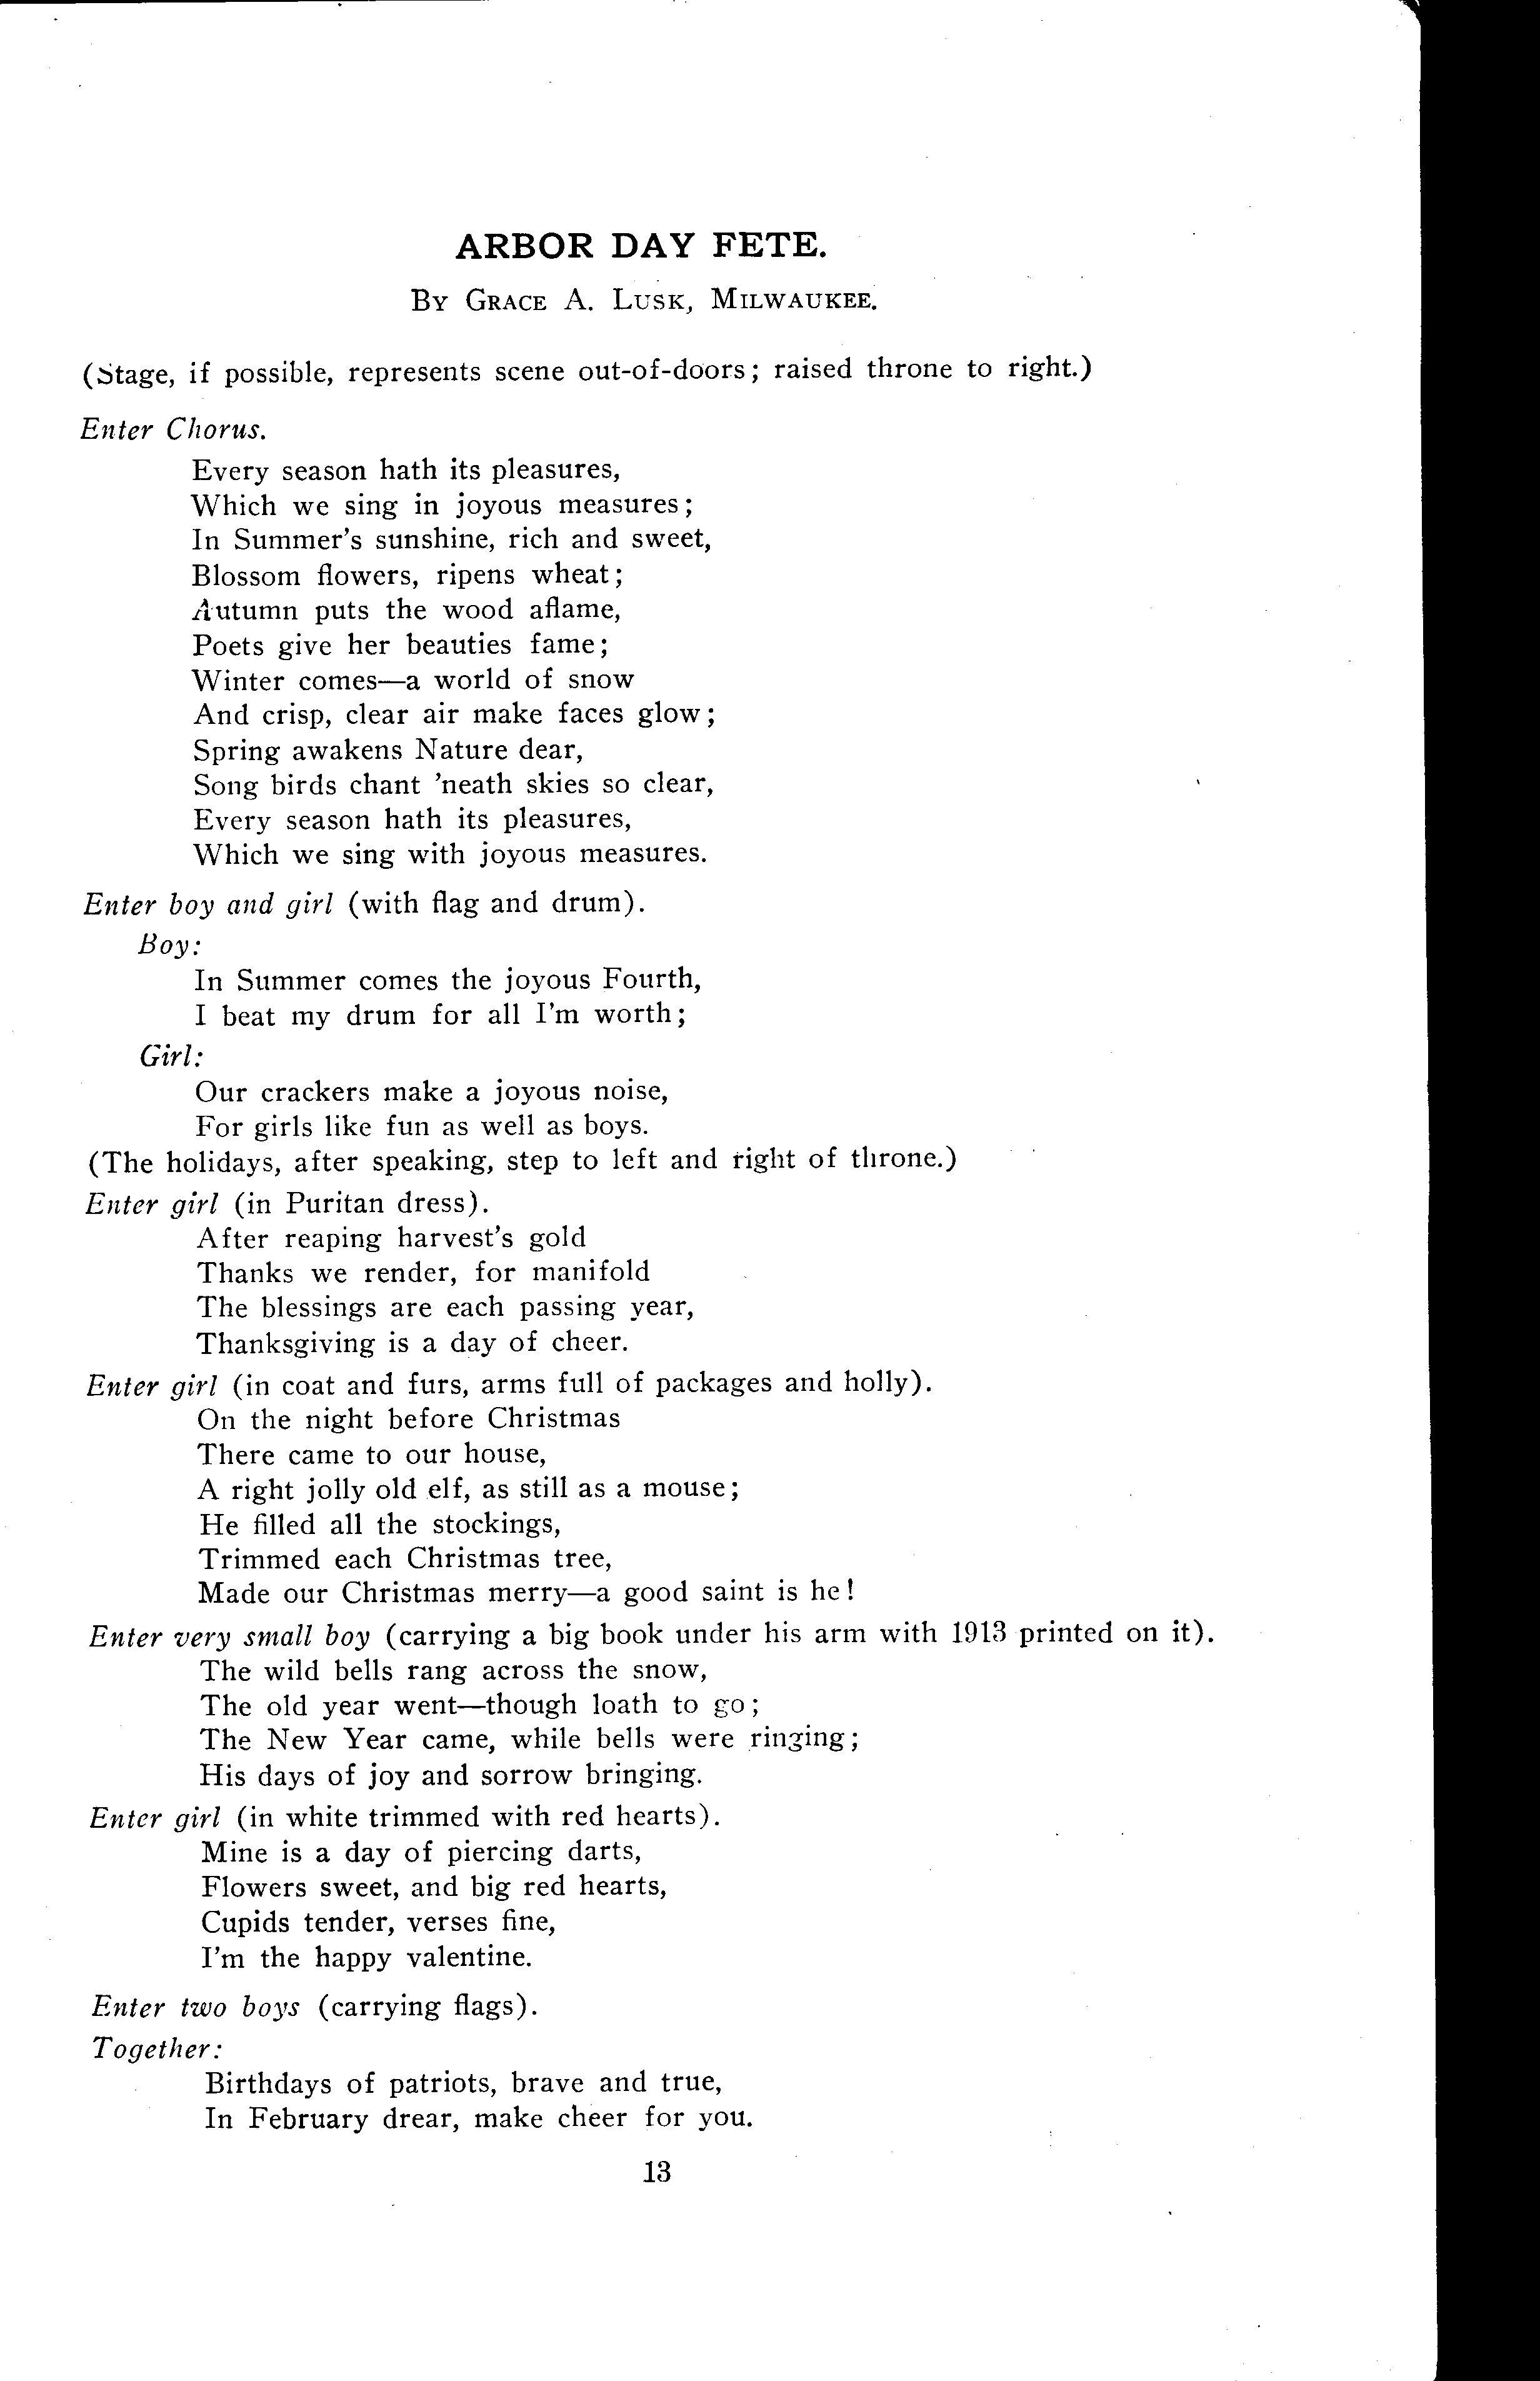 ARBOR DAY FETE.
BY GRACE A. LUSK, MILWAUKEE.
(Stage, if possible, represents scene out-of-doors; raised throne to right.)
Enter Chorus.
Every season hath its pleasures,
Which we sing in joyous measures;
In Summer's sunshine, rich and sweet,
Blossom flowers, ripens wheat;
Autumn puts the wood aflame,
Poets give her beauties fame;
Winter comes—a world of snow
And crisp, clear air make faces glow;
Spring awakens Nature dear,
Song birds chant 'neath skies so clear,
Every season hath its pleasures,
Which we sing with joyous measures.
Enter boy and girl (with flag and drum).
Boy:
In Summer comes the joyous Fourth,
I beat my drum for all I'm worth;
Girl:
Our crackers make a joyous noise,
For girls like fun as well as boys.
(The holidays, after speaking, step to left and right of throne.)
Enter girl (in Puritan dress).
After reaping harvest's gold
Thanks we render, for manifold
The blessings are each passing year,
Thanksgiving is a day of cheer.
Enter girl (in coat and furs, arms full of packages and holly).
On the night before Christmas
There came to our house,
A right jolly old elf, as still as a mouse;
He filled all the stockings,
Trimmed each Christmas tree,
Made our Christmas merry—a good saint is he!
Enter very small boy (carrying a big book under his arm with 1913 printed on it).
The wild bells rang across the snow,
The old year went—though loath to go;
The New Year came, while bells were ringing;
His days of joy and sorrow bringing.
Enter girl (in white trimmed with red hearts).
Mine is a day of piercing darts,
Flowers sweet, and big red hearts,
Cupids tender, verses fine,
I'm the happy valentine.
Enter two boys (carrying flags).
Together:
Birthdays of patriots, brave and true,
In February drear, make cheer for you.
13